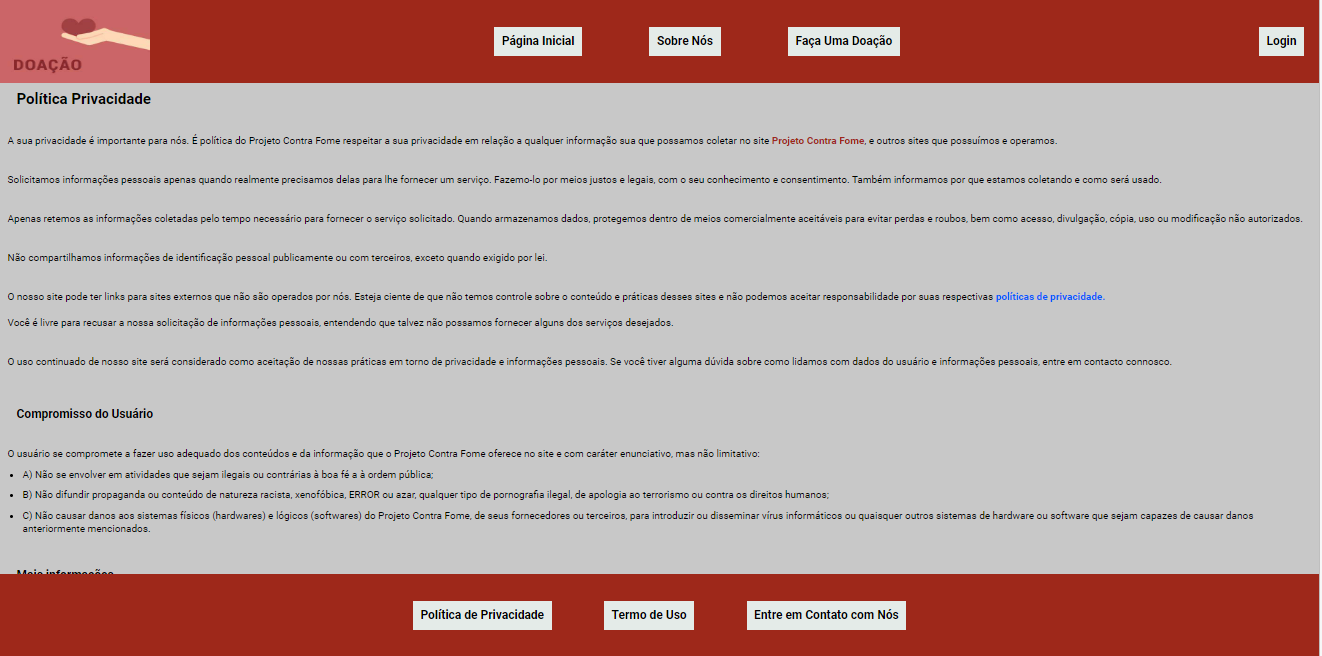 DOAÇÃO
Página Inicial
Sobre Nós
Faça Uma Doação
Login
Política Privacidade
A sua privacidade é importante para nós. É política do Projeto Contra Fome respeitar a sua privacidade em relação a qualquer informação sua que possamos coletar no site Projeto Contra Fome, e outros sites que possuímos e operamos.
Solicitamos informações pessoais apenas quando realmente precisamos delas para lhe fornecer um serviço. Fazemo-lo por meios justos e legais, com o seu conhecimento e consentimento. Também informamos por que estamos coletando e como será usado.
Apenas retemos as informações coletadas pelo tempo necessário para fornecer o serviço solicitado. Quando armazenamos dados, protegemos dentro de meios comercialmente aceitáveis para evitar perdas e roubos, bem como acesso, divulgação, cópia, uso ou modificação não autorizados.
Não compartilhamos informações de identificação pessoal publicamente ou com terceiros, exceto quando exigido por lei.
O nosso site pode ter links para sites externos que não são operados por nós. Esteja ciente de que não temos controle sobre o conteúdo e práticas desses sites e não podemos aceitar responsabilidade por suas respectivas políticas de privacidade.
Você é livre para recusar a nossa solicitação de informações pessoais, entendendo que talvez não possamos fornecer alguns dos serviços desejados.
O uso continuado de nosso site será considerado como aceitação de nossas práticas em torno de privacidade e informações pessoais. Se você tiver alguma dúvida sobre como lidamos com dados do usuário e informações pessoais, entre em contacto connosco.
Compromisso do Usuário
O usuário se compromete a fazer uso adequado dos conteúdos e da informação que o Projeto Contra Fome oferece no site e com caráter enunciativo, mas não limitativo:
• A) Não se envolver em atividades que sejam ilegais ou contrárias à boa fé a à ordem pública;
• B) Não difundir propaganda ou conteúdo de natureza racista, xenofóbica, ERROR ou azar, qualquer tipo de pornografia ilegal, de apologia ao terrorismo ou contra os direitos humanos;
• C) Não causar danos aos sistemas físicos (hardwares) e lógicos (softwares) do Projeto Contra Fome, de seus fornecedores ou terceiros, para introduzir ou disseminar vírus informáticos ou quaisquer outros sistemas de hardware ou software que sejam capazes de causar danos
anteriormente mencionados.
Mais informações
Política de Privacidade
Termo de Uso
Entre em Contato com Nós